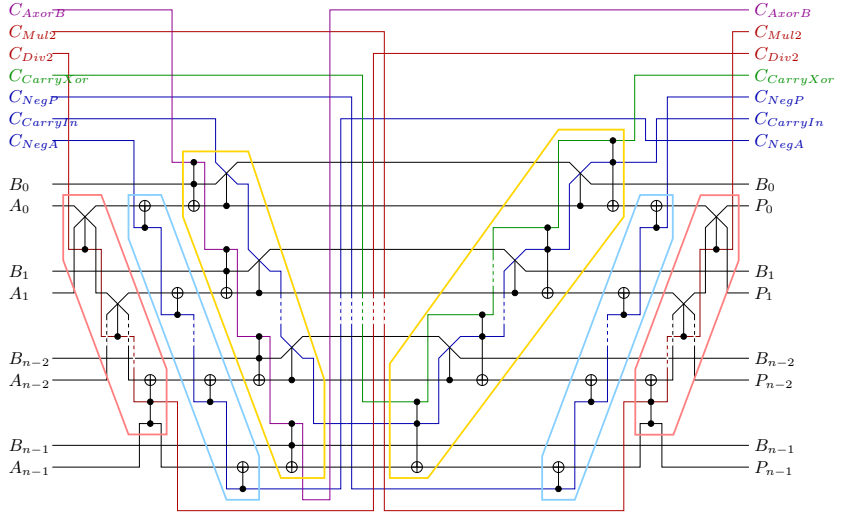 C_{AxorB} C_{AxorB}
C_{Mul2} C_{Mul2}
C_{Div2} C_{Div2}
C_{CarryXor} C_{CarryXor}
C_{NegP} C_{NegP}
C_{CarryIn} C_{CarryIn}
C_{NegA} C_{NegA}
B_0 B_0
A_0 P_0
B_1 B_1
A_1 P_1
B_{n-2} B_{n-2}
A_{n-2} P_{n-2}
B_{n-1} B_{n-1}
A_{n-1} P_{n-1}